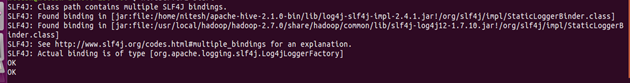 SLF4J: Class path contains multiple SLF4J bindings.
SLF4J: Found binding in [jar:file:/home/nitesh/apache-hive-2.1.0-bin/lib/log4j-slf4j-impl-2.4.1.jar!/org/slf4j/impl/StaticLoggerBinder.class]
SLF4J: Found binding in [jar:file:/usr/local/hadoop/hadoop-2.7.0/share/hadoop/common/lib/slf4j-log4j12-1.7.10.jar!/org/slf4j/impl/StaticLoggerB
inder.class]
SLF4J: See http://www.slf4j.org/codes.html#multiple_bindings for an explanation.
SLF4J: Actual binding is of type [org.apache.logging.slf4j.Log4jLoggerFactory]
OK
OK